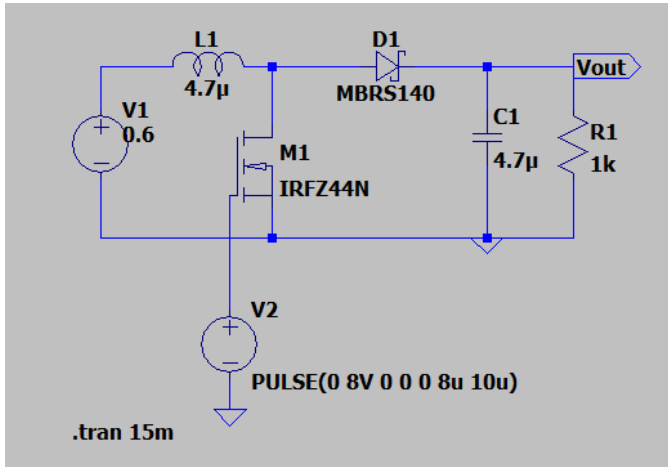 L1
4.7µ
D1
MBRS140
Vout
V1
0.6
M1
IRFZ44N
C1
4.7µ
R1
1k
V2
PULSE(0 8V 0 0 0 8u 10u)
.tran 15m